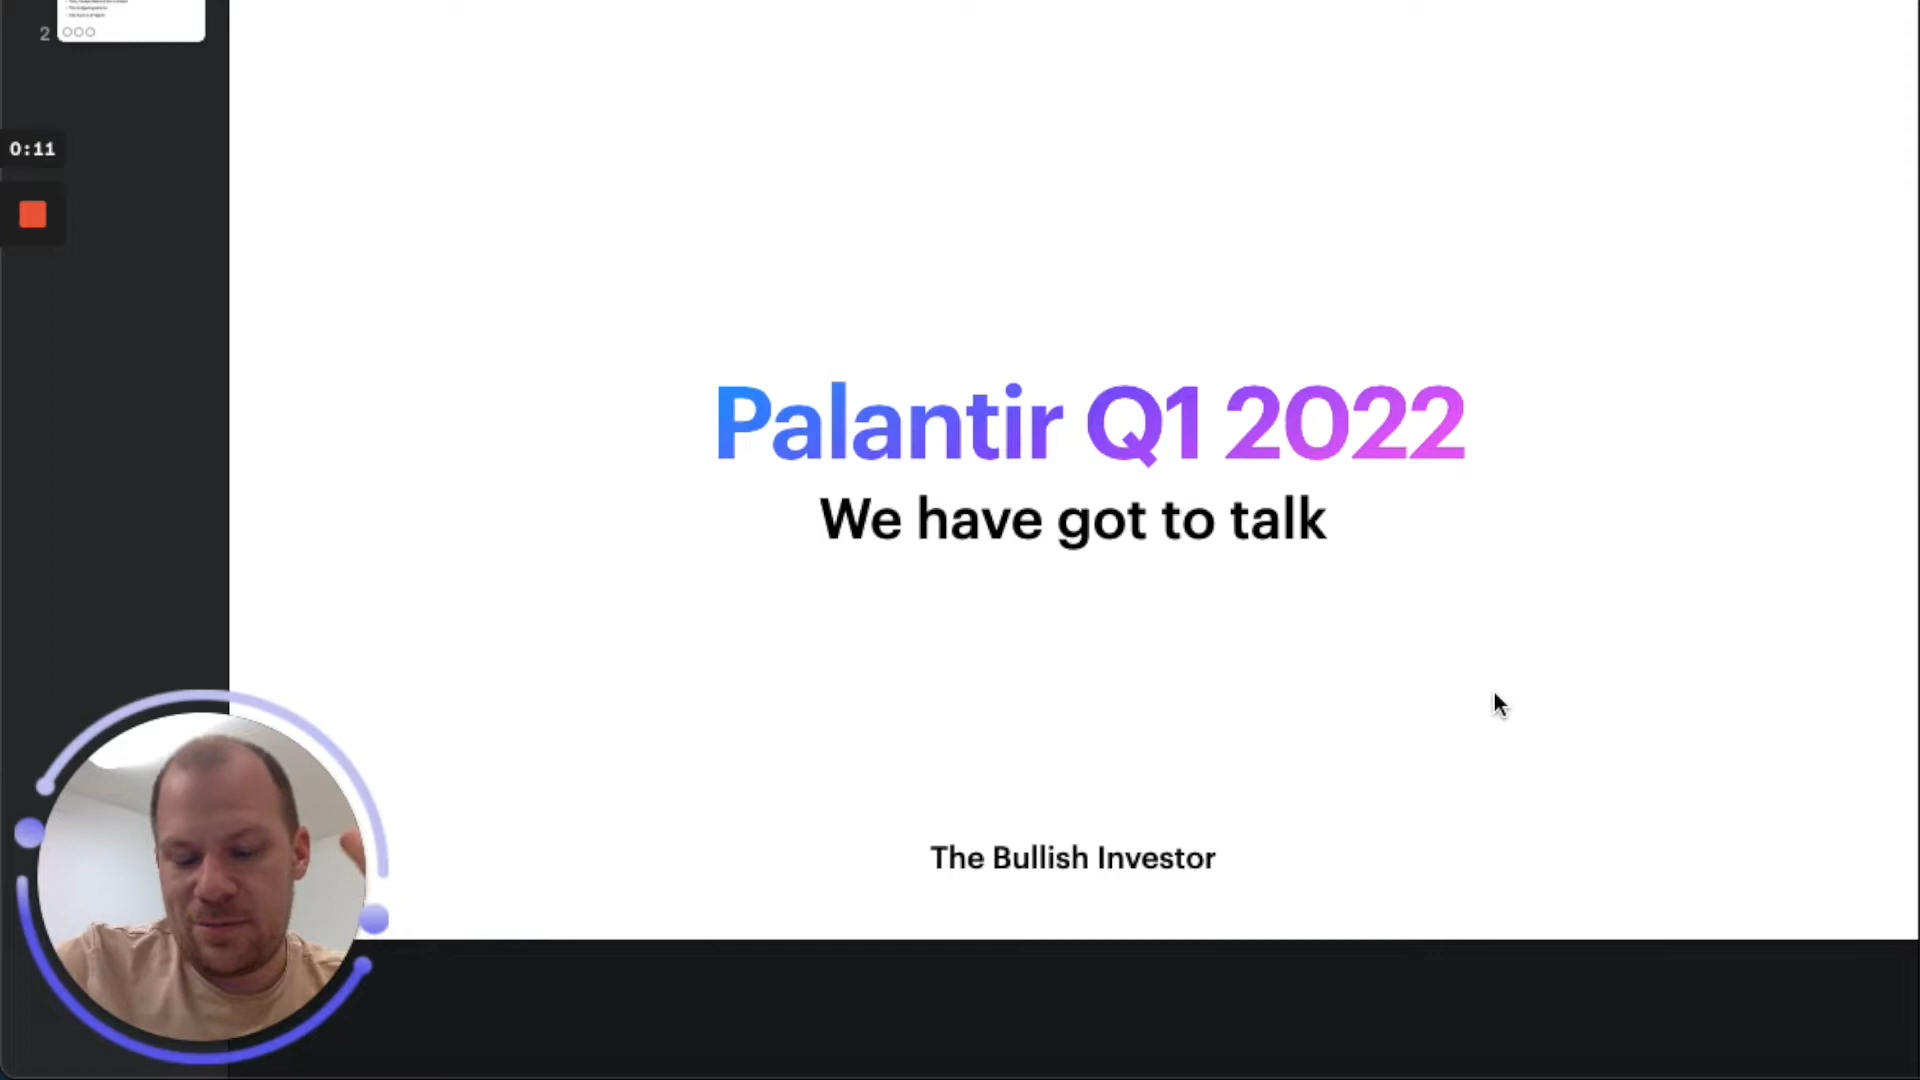 2
0:11
Palantir Q1 2022
We have got to talk
The Bullish Investor